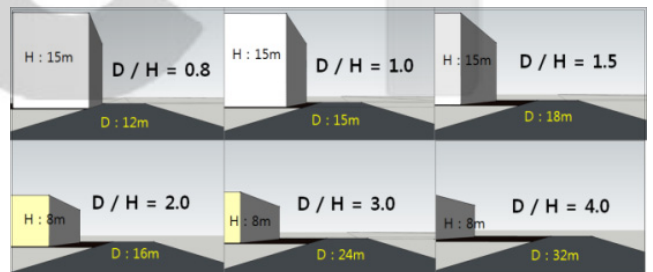 H : 15m
D / H = 0.8
D : 12m
H : 15m
D / H = 1.0
D : 15m
H : 15m
D / H = 1.5
D : 18m
H : 8m
D / H = 2.0
D : 16m
H : 8m
D / H = 3.0
D : 24m
H : 8m
D / H = 4.0
D : 32m